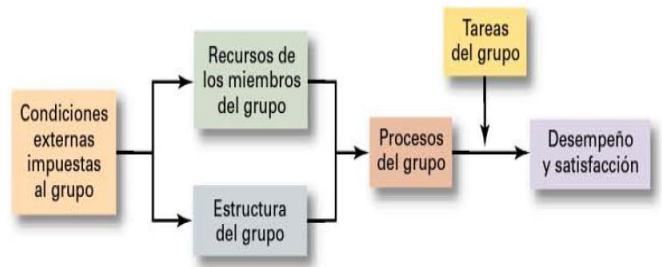 Condiciones
externas
impuestas
al grupo
Recursos de
los miembros
del grupo
Estructura
del grupo
Procesos
del grupo
Tareas
del grupo
Desempeño
y satisfacción